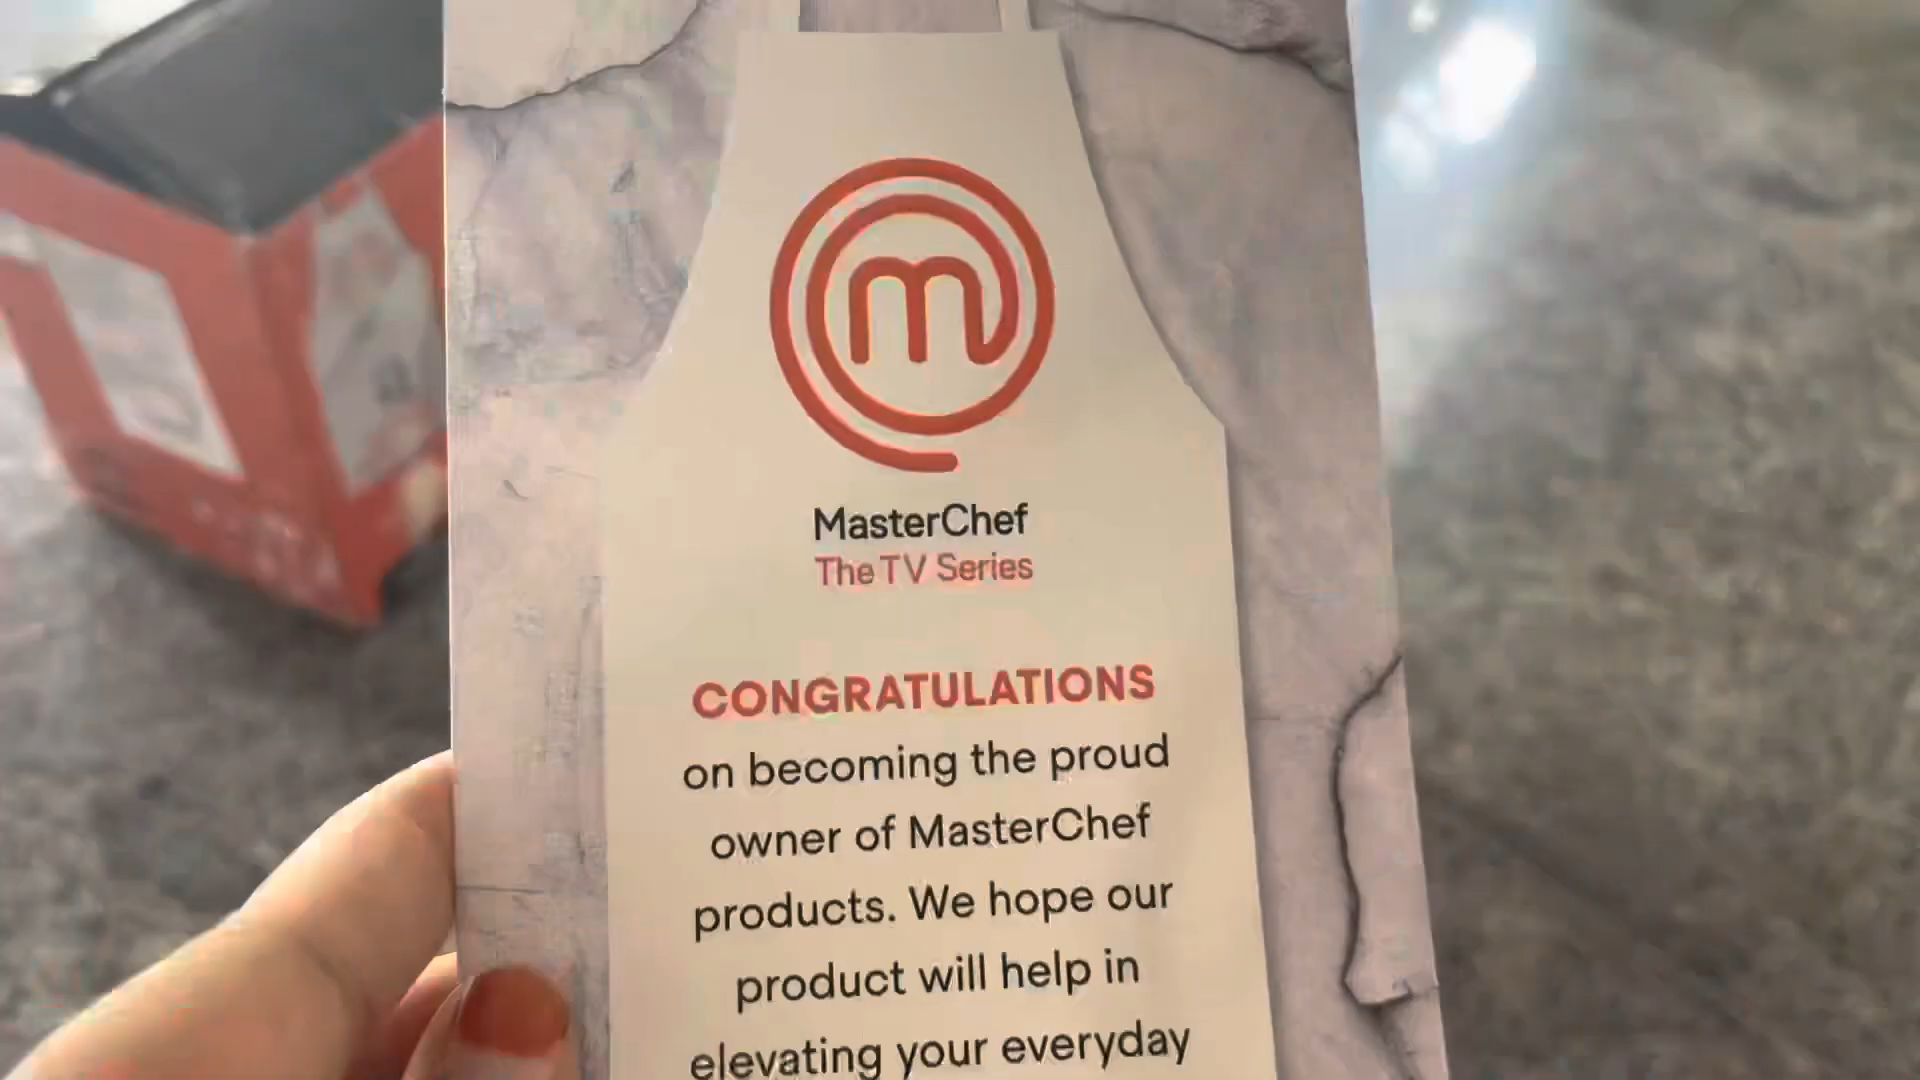 m
MasterChef
The TV Series
CONGRATULATIONS
on becoming the proud
owner of MasterChef
products. We hope our
product will help in
elevating your everyday